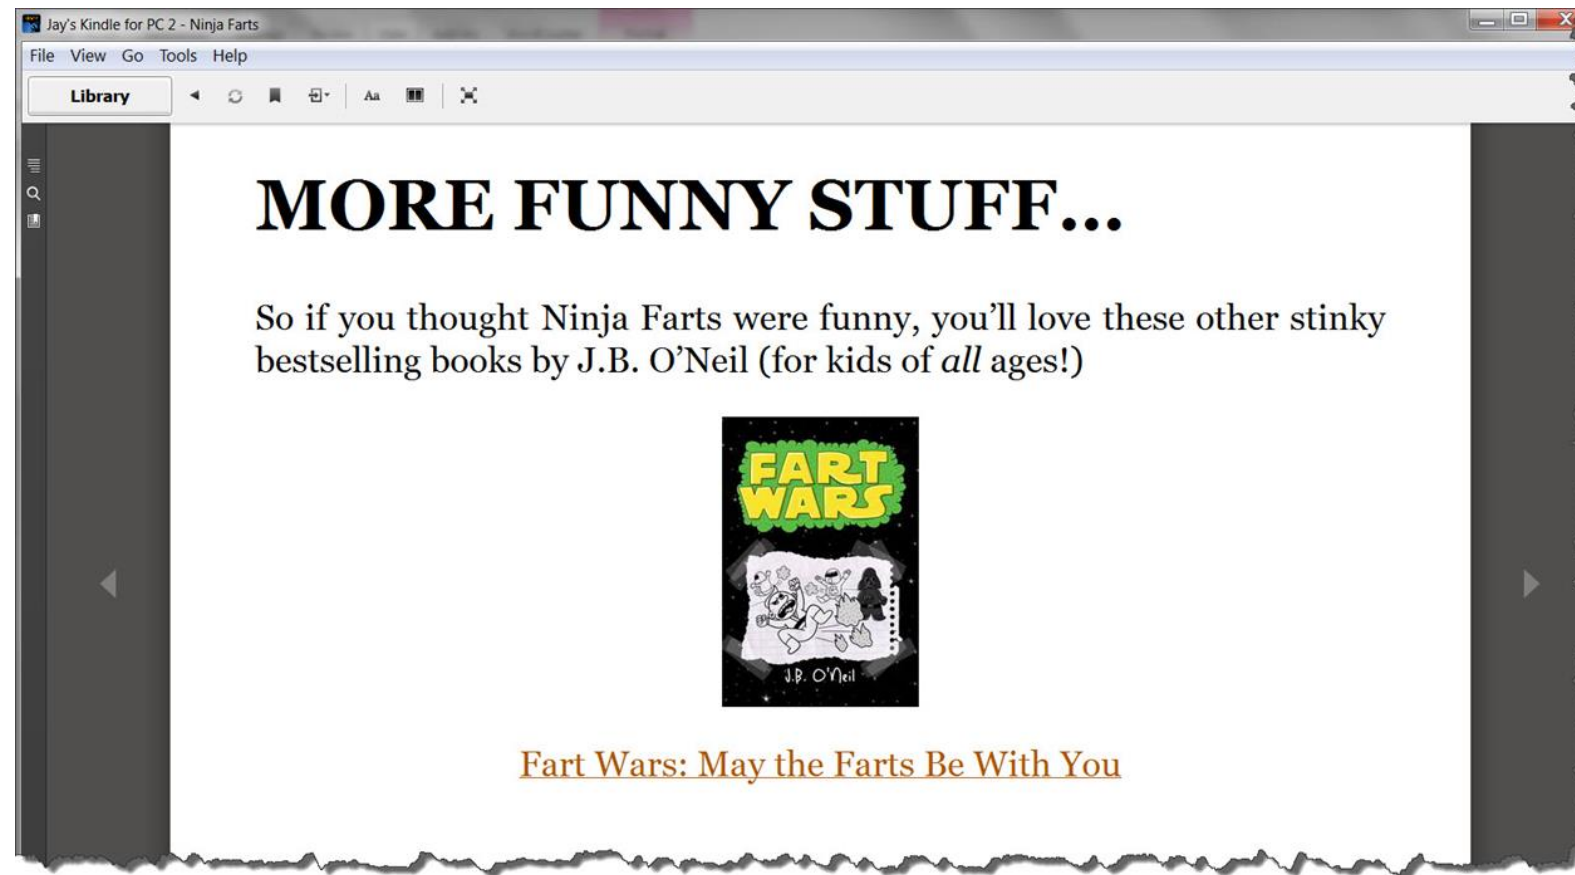 Jay's Kindle for PC 2 - Ninja Farts
File View Go Tools Help
Library
Aa
MORE FUNNY STUFF...
So if you thought Ninja Farts were funny, you'll love these other stinky
bestselling books by J.B. O'Neil (for kids of all ages!)
FART
WARS
J.B. O'Neil
Fart Wars: May the Farts Be With You